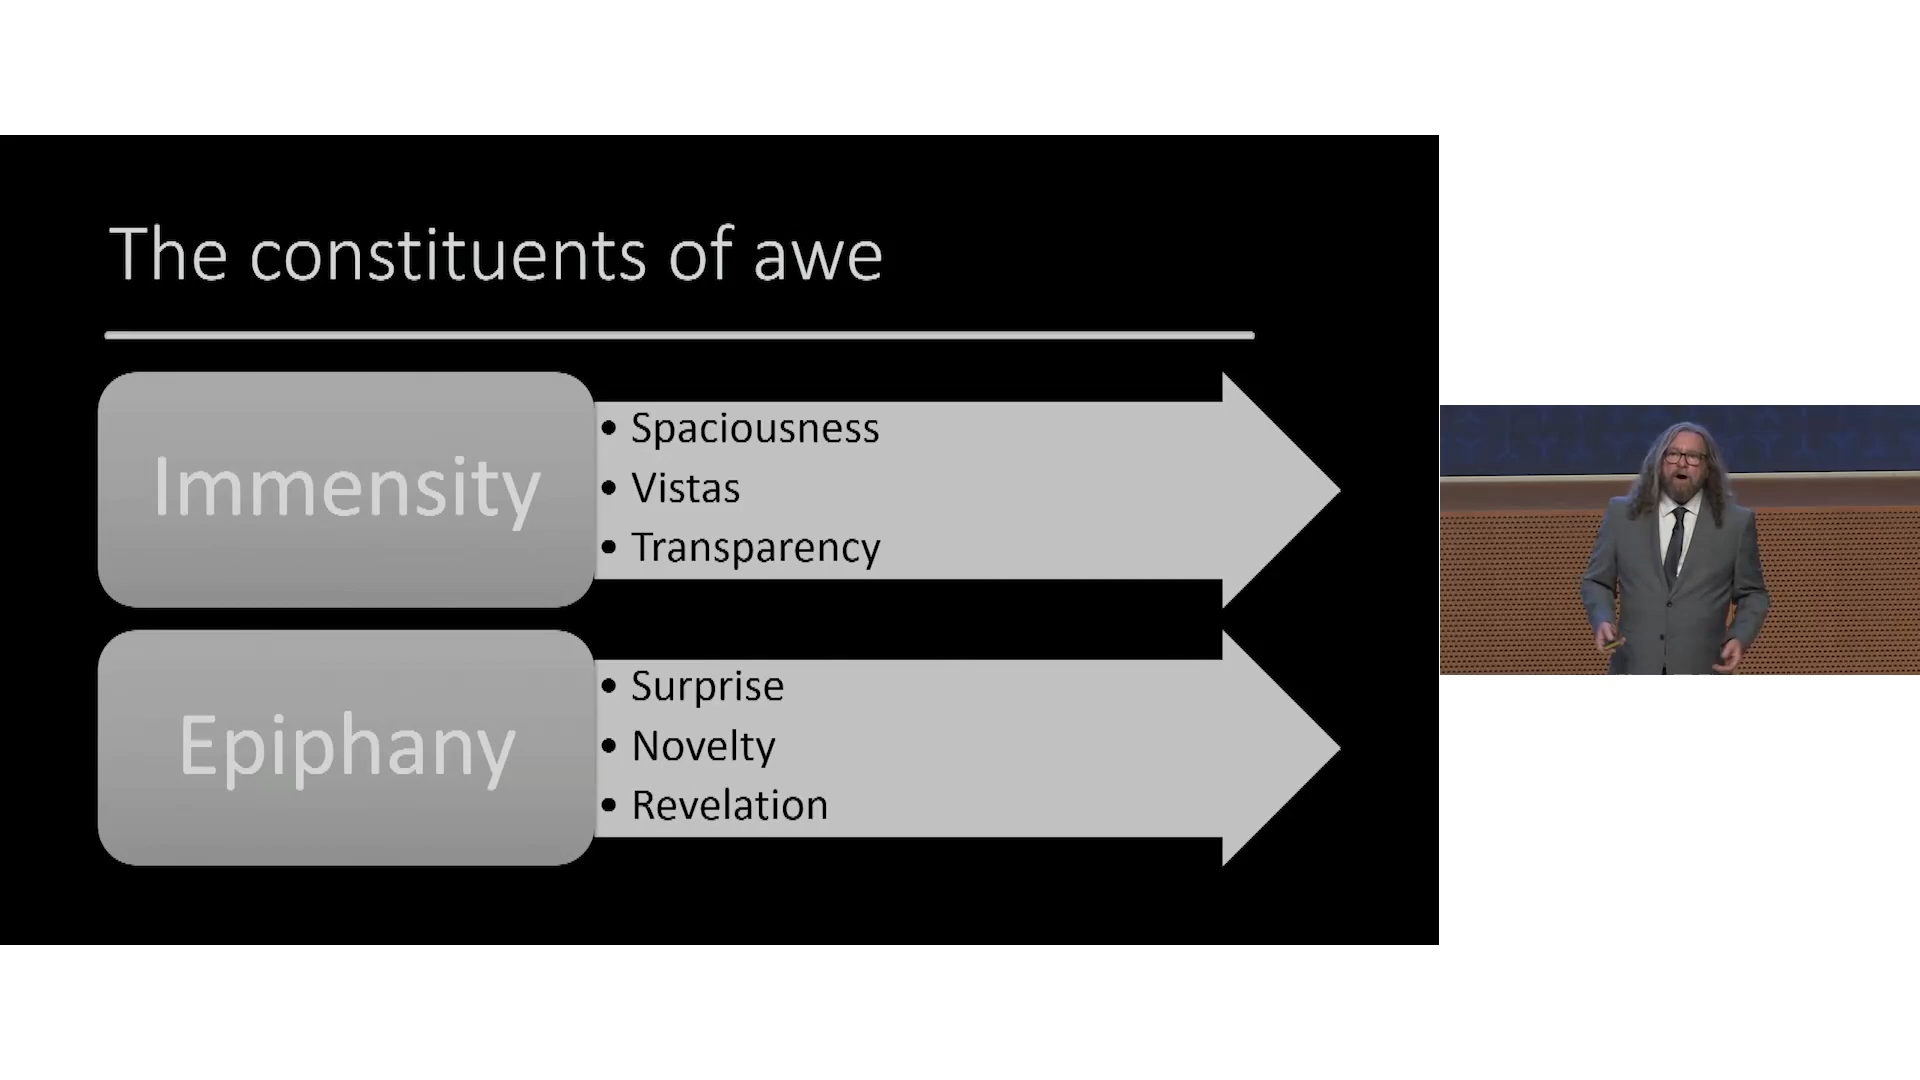 The constituents of awe
Immensity
• Spaciousness
• Vistas
• Transparency
Epiphany
• Surprise
• Novelty
• Revelation